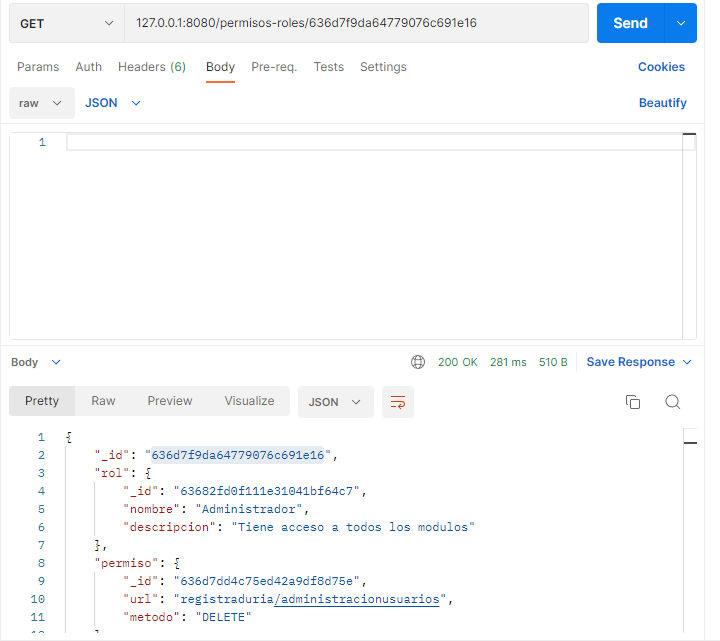 GET 127.0.0.1:8080/permisos-roles/636d7f9da64779076c691e16 Send
Params Auth Headers (6) Body Pre-req. Tests Settings Cookies
raw JSON Beautify
1
Body 200 OK 281 ms 510 B Save Response
Pretty Raw Preview Visualize JSON
1 {
2 "_id": "636d7f9da64779076c691e16",
3 "rol": {
4 "_id": "63682fd0f111e31041bf64c7",
5 "nombre": "Administrador",
6 "descripcion": "Tiene acceso a todos los modulos"
7 },
8 "permiso": {
9 "_id": "636d7dd4c75ed42a9df8d75e",
10 "url": "registraduria/administracionusuarios",
11 "metodo": "DELETE"